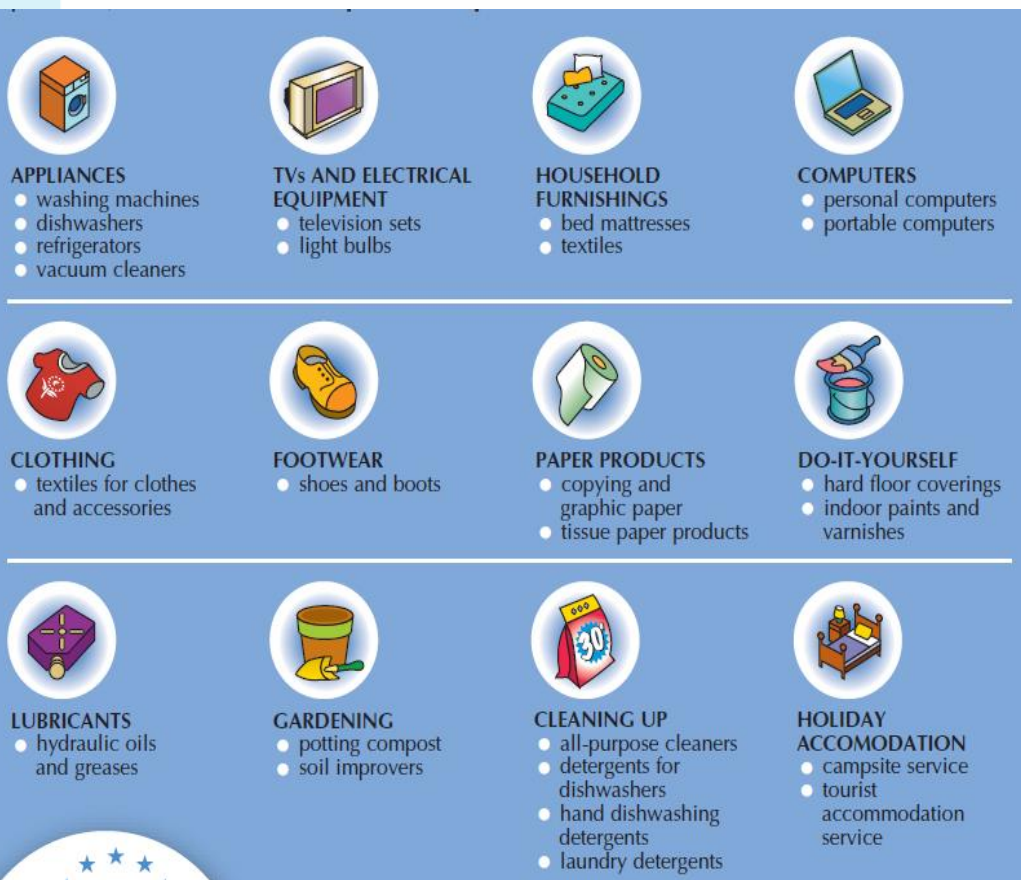 APPLIANCES
• washing machines
• dishwashers
• refrigerators
• vacuum cleaners
TVs AND ELECTRICAL
EQUIPMENT
• television sets
• light bulbs
HOUSEHOLD
FURNISHINGS
• bed mattresses
• textiles
COMPUTERS
• personal computers
• portable computers
CLOTHING
• textiles for clothes
and accessories
FOOTWEAR
• shoes and boots
PAPER PRODUCTS
• copying and
graphic paper
• tissue paper products
DO-IT-YOURSELF
• hard floor coverings
• indoor paints and
varnishes
LUBRICANTS
• hydraulic oils
and greases
GARDENING
• potting compost
• soil improvers
30°
CLEANING UP
• all-purpose cleaners
• detergents for
dishwashers
• hand dishwashing
detergents
• laundry detergents
HOLIDAY
ACCOMODATION
• campsite service
• tourist
accommodation
service